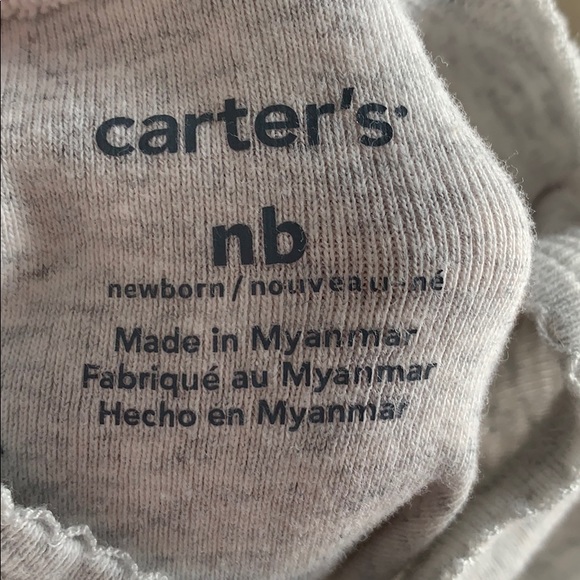 carter's
nb
newborn/nouveau-né
Made in Myanmar
Fabriqué au Myanmar
Hecho en Myanmar